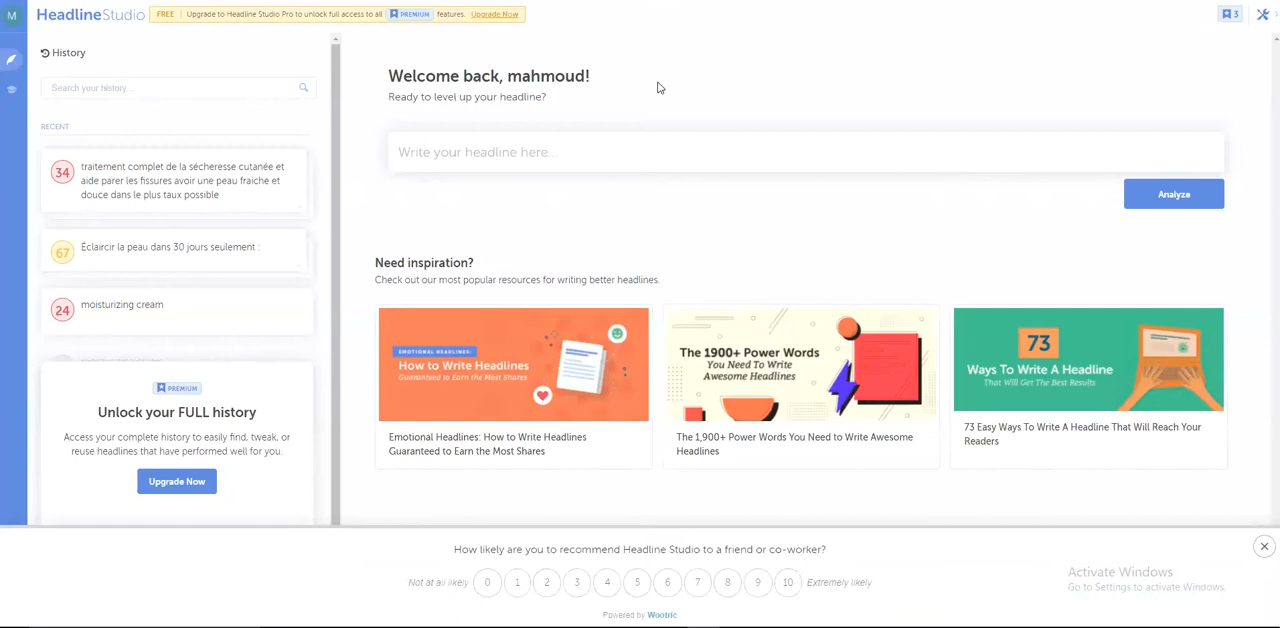 M
HeadlineStudio
FREE Upgrade to Headline Studio Pro to unlock full access to all PREMIUM features. Upgrade Now
3
History
Search your history...
RECENT
34
traitement complet de la sécheresse cutanée et
aide parer les fissures avoir une peau fraiche et
douce dans le plus taux possible
67
Éclaircir la peau dans 30 jours seulement :
24
moisturizing cream
PREMIUM
Unlock your FULL history
Access your complete history to easily find, tweak, or
reuse headlines that have performed well for you.
Upgrade Now
Welcome back, mahmoud!
Ready to level up your headline?
Write your headline here...
Analyze
Need inspiration?
Check out our most popular resources for writing better headlines.
EMOTIONAL HEADLINES:
How to Write Headlines
Guaranteed to Earn the Most Shares
Emotional Headlines: How to Write Headlines
Guaranteed to Earn the Most Shares
The 1900+ Power Words
You Need To Write
Awesome Headlines
The 1,900+ Power Words You Need to Write Awesome
Headlines
73
Ways To Write A Headline
That Will Get The Best Results
73 Easy Ways To Write A Headline That Will Reach Your
Readers
How likely are you to recommend Headline Studio to a friend or co-worker?
Not at all likely 0 1 2 3 4 5 6 7 8 9 10 Extremely likely
Powered by Wootric
Activate Windows
Go to Settings to activate Windows.